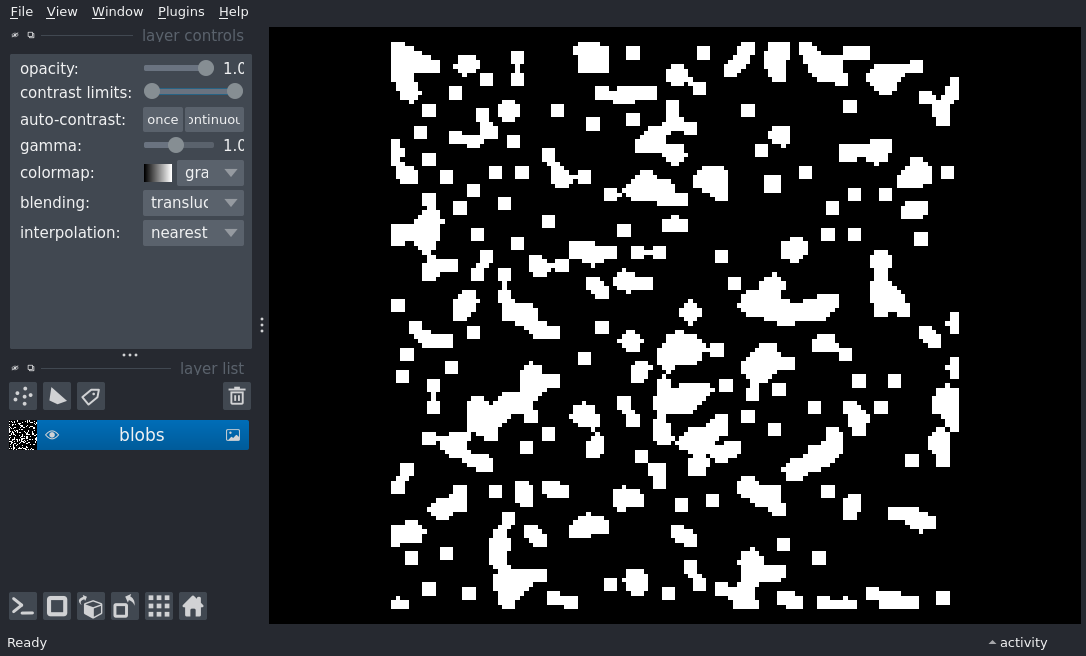 File View Window Plugins Help
layer controls
opacity: 1.0
contrast limits:
auto-contrast: once ontinuou
gamma: 1.0
colormap: gra
blending: transluc
interpolation: nearest
layer list
blobs
Ready activity